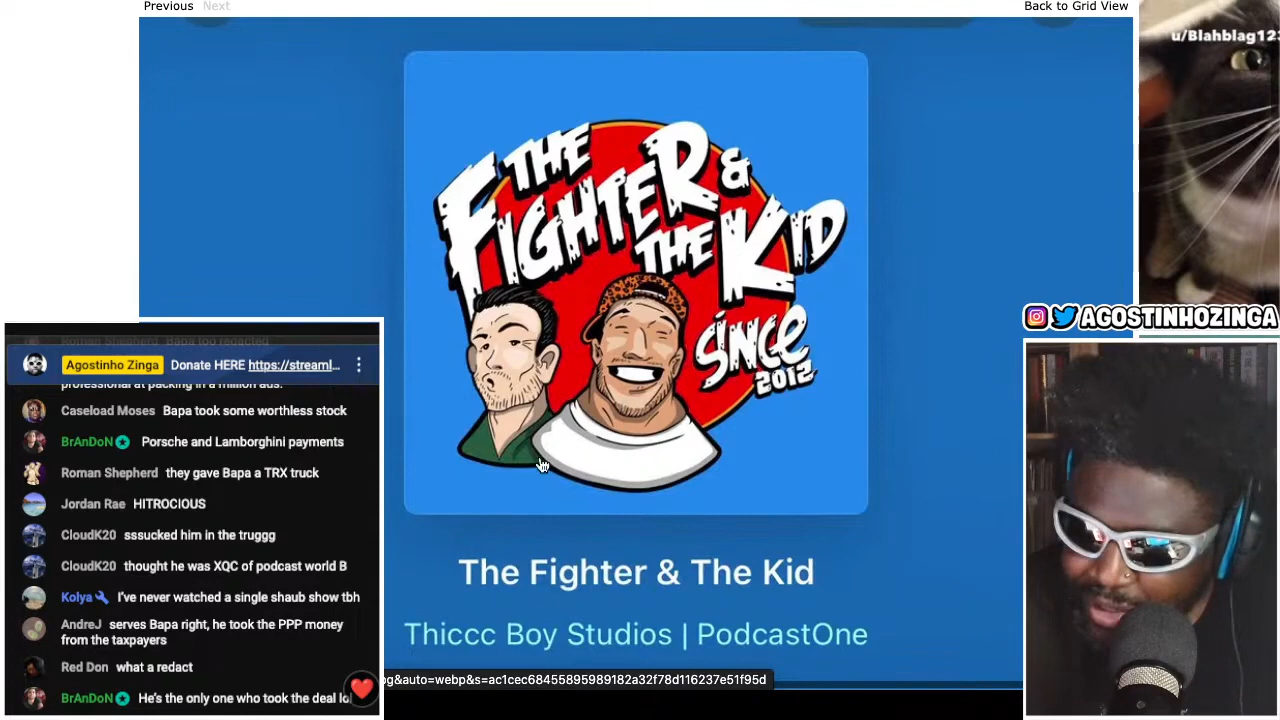 Previous Next
Back to Grid View
u/Blahblag12
THE
FIGHTER &
THE KID
SINCE
2012
AGOSTINHOZINGA
Agostinho Zinga Donate HERE https://streaml...
professional at packing in a million ads.
Caseload Moses Bapa took some worthless stock
BrAnDoN Porsche and Lamborghini payments
Roman Shepherd they gave Bapa a TRX truck
Jordan Rae HITROCIOUS
CloudK20 sssucked him in the truggg
CloudK20 thought he was XQC of podcast world B
Kolya I've never watched a single shaub show tbh
AndreJ serves Bapa right, he took the PPP money
from the taxpayers
Red Don what a redact
BrAnDoN He's the only one who took the deal lo
The Fighter & The Kid
Thiccc Boy Studios | PodcastOne
g&auto=webp&s=ac1cec68455895989182a32f78d116237e51f95d